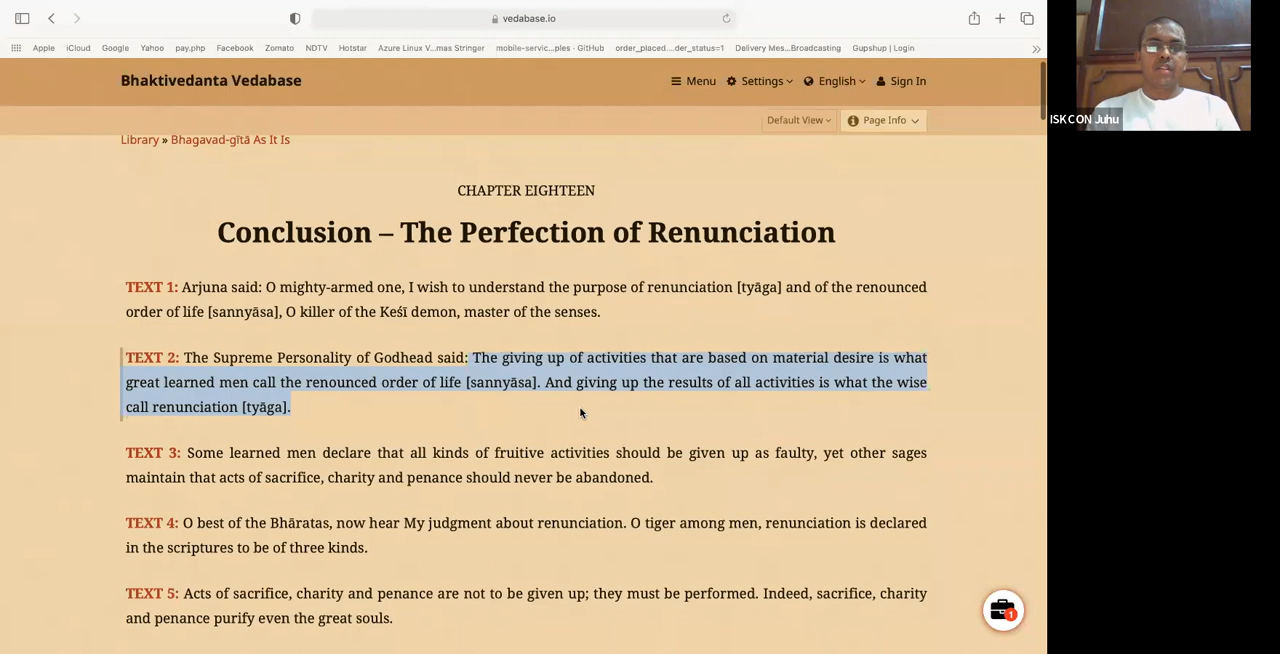 vedabase.io
Apple iCloud Google Yahoo pay.php Facebook Zomato NDTV Hotstar Azure Linux V...mas Stringer mobile-servic...ples · GitHub order_placed....der_status=1 Delivery Mes...Broadcasting Gupshup | Login
Bhaktivedanta Vedabase
Menu Settings English Sign In
Default View Page Info
ISKCON Juhu
Library » Bhagavad-gītā As It Is
CHAPTER EIGHTEEN
Conclusion – The Perfection of Renunciation
TEXT 1: Arjuna said: O mighty-armed one, I wish to understand the purpose of renunciation [tyāga] and of the renounced
order of life [sannyāsa], O killer of the Keśī demon, master of the senses.
TEXT 2: The Supreme Personality of Godhead said: The giving up of activities that are based on material desire is what
great learned men call the renounced order of life [sannyāsa]. And giving up the results of all activities is what the wise
call renunciation [tyāga].
TEXT 3: Some learned men declare that all kinds of fruitive activities should be given up as faulty, yet other sages
maintain that acts of sacrifice, charity and penance should never be abandoned.
TEXT 4: O best of the Bhāratas, now hear My judgment about renunciation. O tiger among men, renunciation is declared
in the scriptures to be of three kinds.
TEXT 5: Acts of sacrifice, charity and penance are not to be given up; they must be performed. Indeed, sacrifice, charity
and penance purify even the great souls.
1